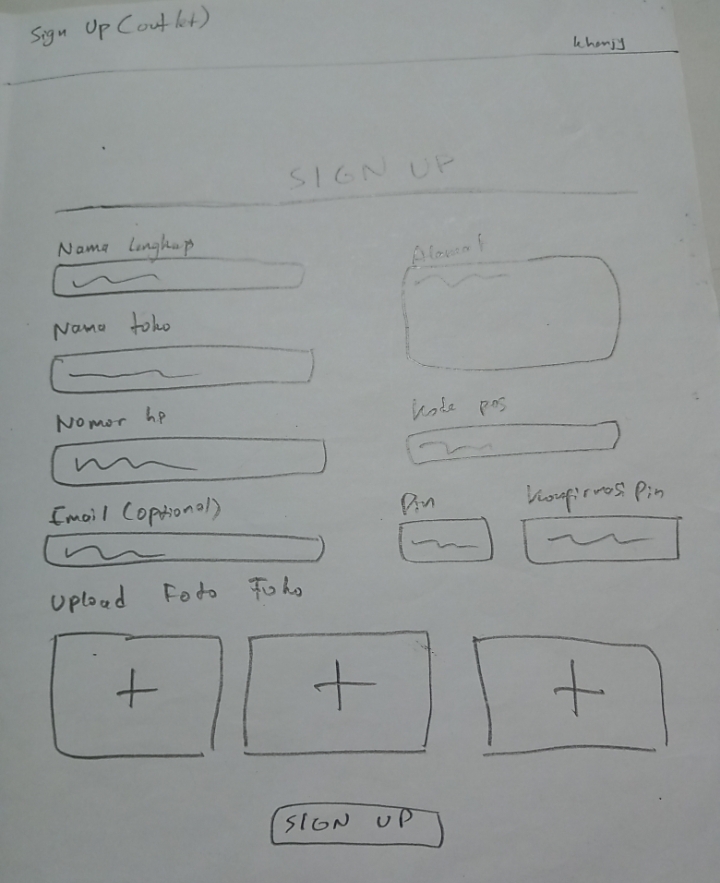 Sign Up (outlet)
SIGN UP
Nama lengkap
Alamat
Nama toko
Nomor hp
Kode pos
Email (optional)
Pin
Konfirmasi Pin
Upload Foto Toko
SIGN UP